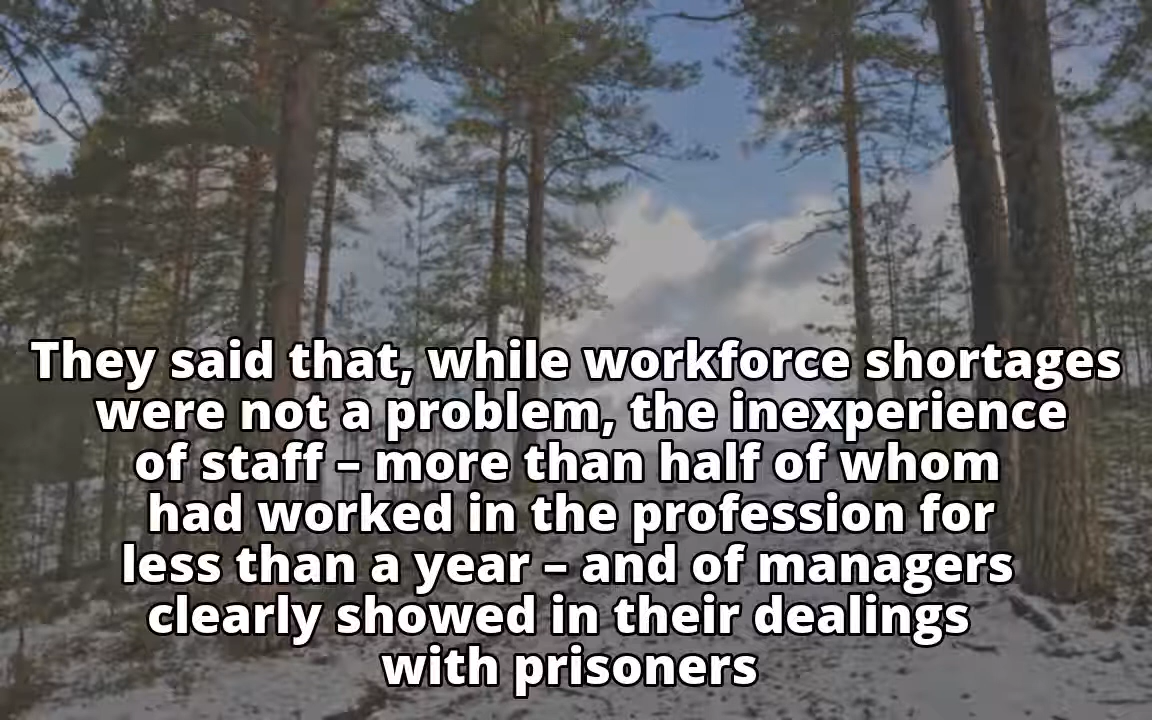 They said that, while workforce shortages
were not a problem, the inexperience
of staff – more than half of whom
had worked in the profession for
less than a year – and of managers
clearly showed in their dealings
with prisoners